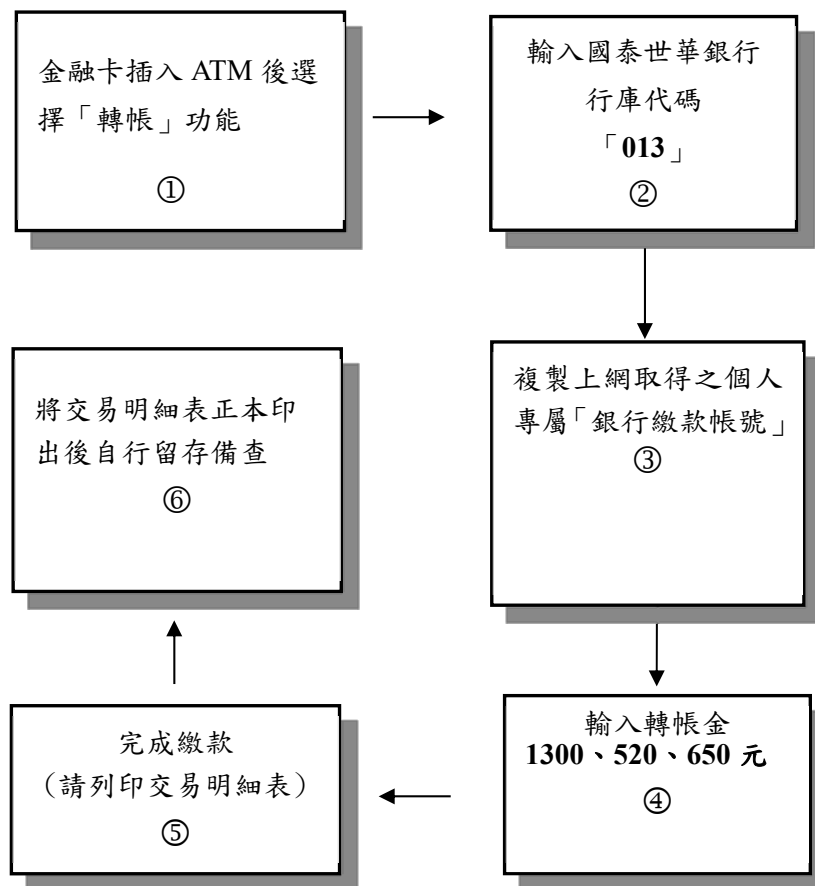 金融卡插入 ATM 後選
擇「轉帳」功能
①
輸入國泰世華銀行
行庫代碼
「013」
②
複製上網取得之個人
專屬「銀行繳款帳號」
③
輸入轉帳金
1300、520、650 元
④
完成繳款
（請列印交易明細表）
⑤
將交易明細表正本印
出後自行留存備查
⑥